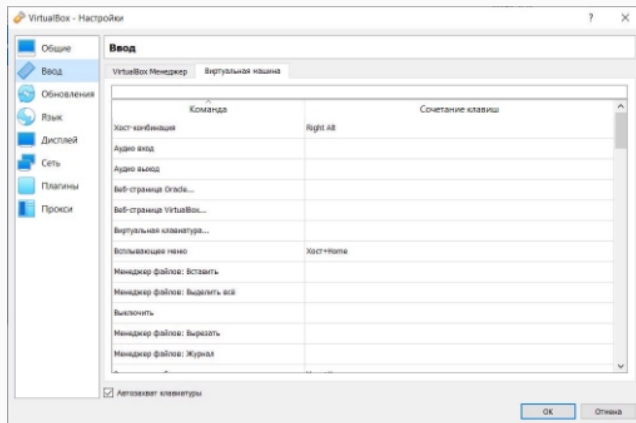 VirtualBox - Настройки
Общие
Ввод
Обновления
Язык
Дисплей
Сеть
Плагины
Прокси
Ввод
VirtualBox Менеджер Виртуальная машина
Команда Сочетание клавиш
Хост-комбинация Right Alt
Аудио вход
Аудио выход
Веб-страница Oracle...
Веб-страница VirtualBox...
Виртуальная клавиатура...
Всплывающее меню Хост+Home
Менеджер файлов: Вставить
Менеджер файлов: Выделить всё
Выключить
Менеджер файлов: Вырезать
Менеджер файлов: Журнал
Автозахват клавиатуры
ОК Отмена